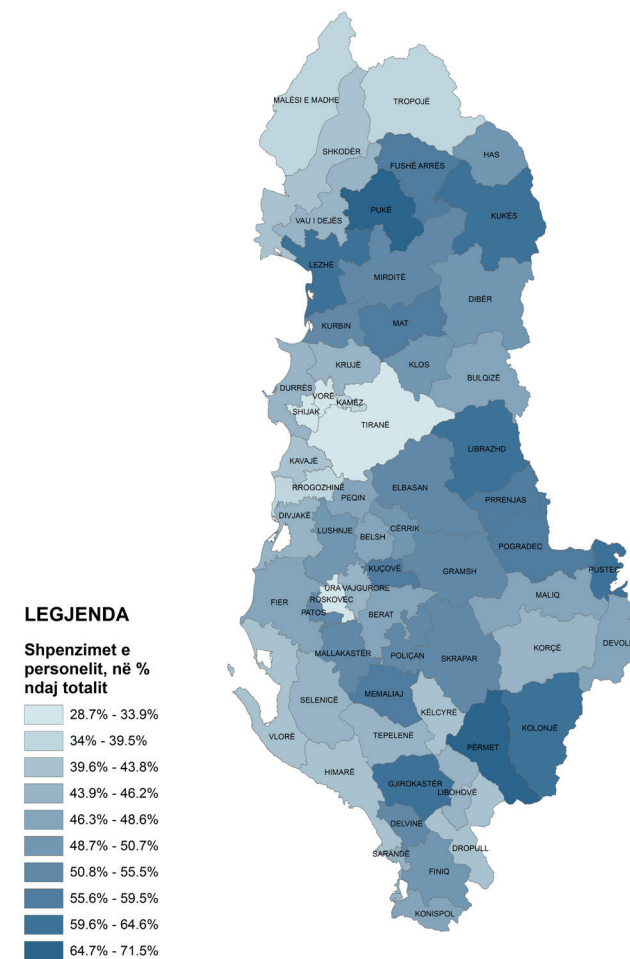 MALËSI E MADHE
TROPOJË
SHKODËR
HAS
FUSHË ARRËS
PUKË
KUKËS
VAU I DEJËS
LEZHË
MIRDITË
DIBËR
KURBIN
MAT
KRUJË
KLOS
BULQIZË
DURRËS
VORË
KAMËZ
SHIJAK
TIRANË
LIBRAZHD
KAVAJË
RROGOZHINË
ELBASAN
PEQIN
PRRENJAS
DIVJAKË
LUSHNJE
CËRRIK
BELSH
POGRADEC
KUÇOVË
GRAMSH
PUSTEC
URA VAJGURORE
MALIQ
ROSKOVEC
FIER
PATOS
BERAT
DEVOLL
KORÇË
MALLAKASTËR
POLIÇAN
SKRAPAR
MEMALIAJ
SELENICË
KËLCYRË
KOLONJË
VLORË
TEPELENË
PËRMET
HIMARË
GJIROKASTËR
LIBOHOVË
DELVINË
DROPULL
SARANDË
FINIQ
KONISPOL
LEGJENDA
Shpenzimet e
personelit, në %
ndaj totalit
28.7% - 33.9%
34% - 39.5%
39.6% - 43.8%
43.9% - 46.2%
46.3% - 48.6%
48.7% - 50.7%
50.8% - 55.5%
55.6% - 59.5%
59.6% - 64.6%
64.7% - 71.5%